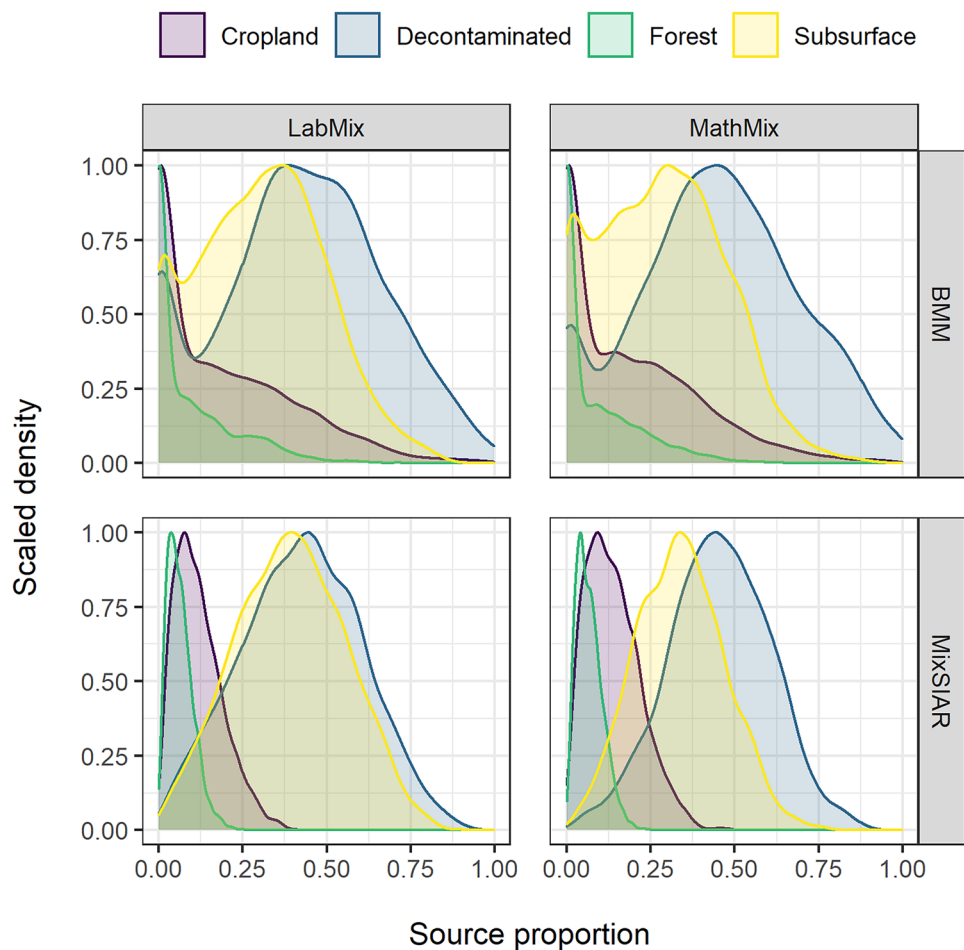 Cropland Decontaminated Forest Subsurface
LabMix MathMix
Scaled density
1.00
0.75
0.50
0.25
0.00
BMM
1.00
0.75
0.50
0.25
0.00
MixSIAR
0.00 0.25 0.50 0.75 1.00 0.00 0.25 0.50 0.75 1.00
Source proportion